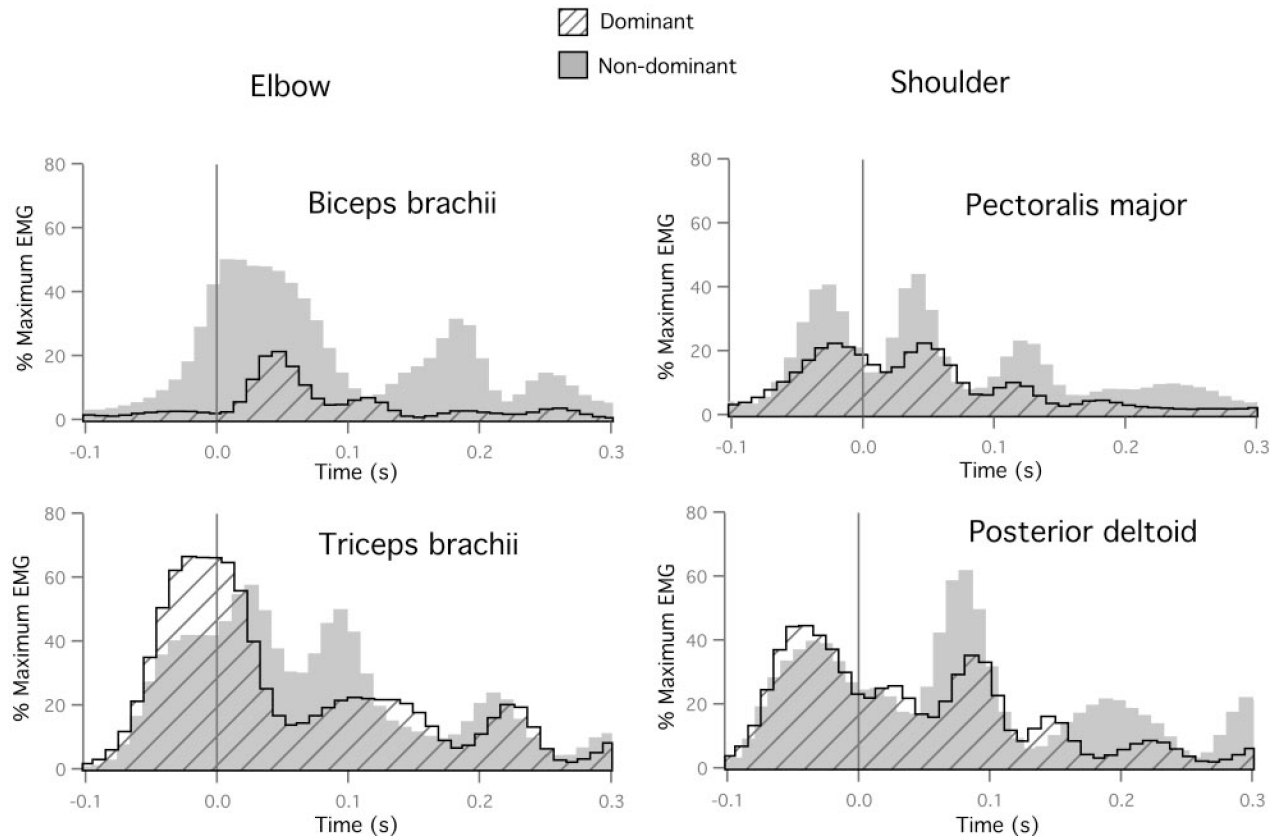 Dominant
Non-dominant
Elbow
Shoulder
80
60
40
20
0
% Maximum EMG
Biceps brachii
-0.1 0.0 0.1 0.2 0.3
Time (s)
80
60
40
20
0
% Maximum EMG
Pectoralis major
-0.1 0.0 0.1 0.2 0.3
Time (s)
80
60
40
20
0
% Maximum EMG
Triceps brachii
-0.1 0.0 0.1 0.2 0.3
Time (s)
80
60
40
20
0
% Maximum EMG
Posterior deltoid
-0.1 0.0 0.1 0.2 0.3
Time (s)